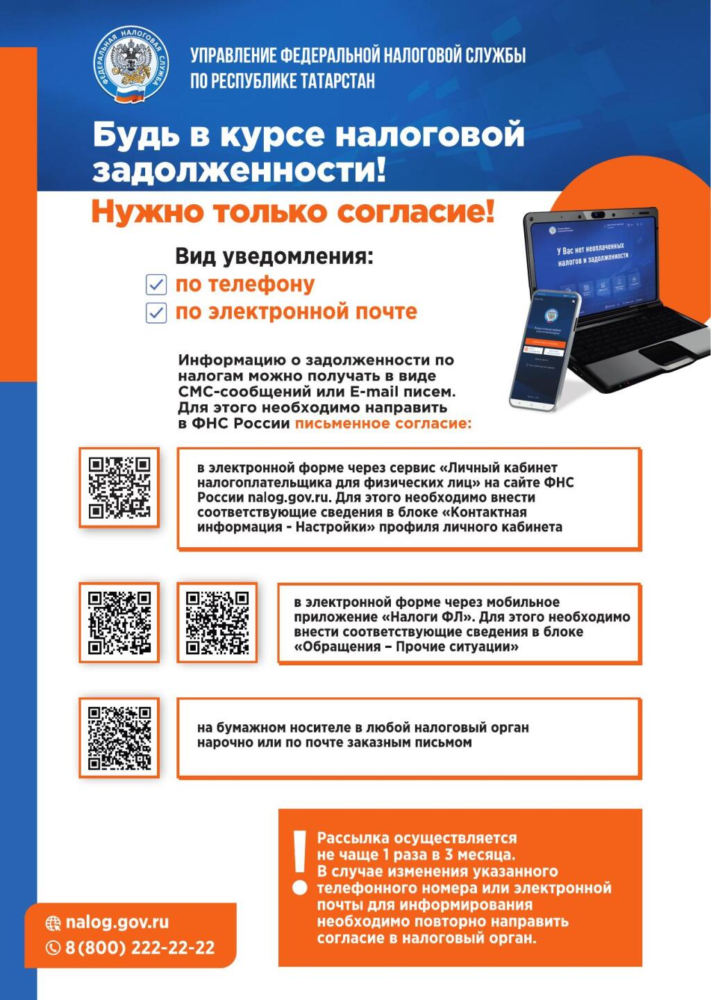 ФЕДЕРАЛЬНАЯ НАЛОГОВАЯ СЛУЖБА
УПРАВЛЕНИЕ ФЕДЕРАЛЬНОЙ НАЛОГОВОЙ СЛУЖБЫ
ПО РЕСПУБЛИКЕ ТАТАРСТАН
Будь в курсе налоговой
задолженности!
Нужно только согласие!
Вид уведомления:
по телефону
по электронной почте
У Вас нет неоплаченных
налогов и задолженности
Информацию о задолженности по
налогам можно получать в виде
СМС-сообщений или E-mail писем.
Для этого необходимо направить
в ФНС России письменное согласие:
в электронной форме через сервис «Личный кабинет
налогоплательщика для физических лиц» на сайте ФНС
России nalog.gov.ru. Для этого необходимо внести
соответствующие сведения в блоке «Контактная
информация - Настройки» профиля личного кабинета
в электронной форме через мобильное
приложение «Налоги ФЛ». Для этого необходимо
внести соответствующие сведения в блоке
«Обращения – Прочие ситуации»
на бумажном носителе в любой налоговый орган
нарочно или по почте заказным письмом
! Рассылка осуществляется
не чаще 1 раза в 3 месяца.
В случае изменения указанного
телефонного номера или электронной
почты для информирования
необходимо повторно направить
согласие в налоговый орган.
nalog.gov.ru
8 (800) 222-22-22